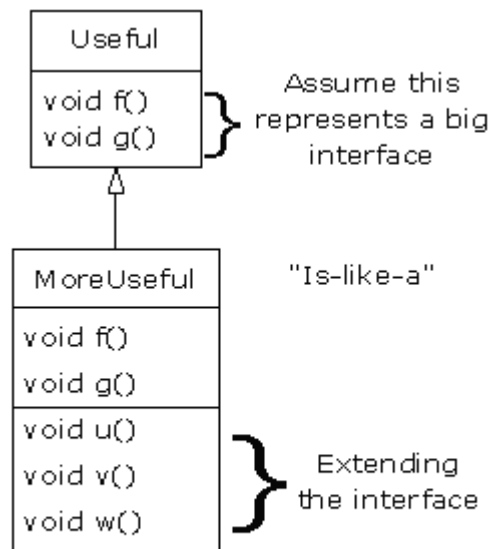 Useful
void f()
void g()
Assume this
represents a big
interface
MoreUseful
"Is-like-a"
void f()
void g()
void u()
void v()
void w()
Extending
the interface